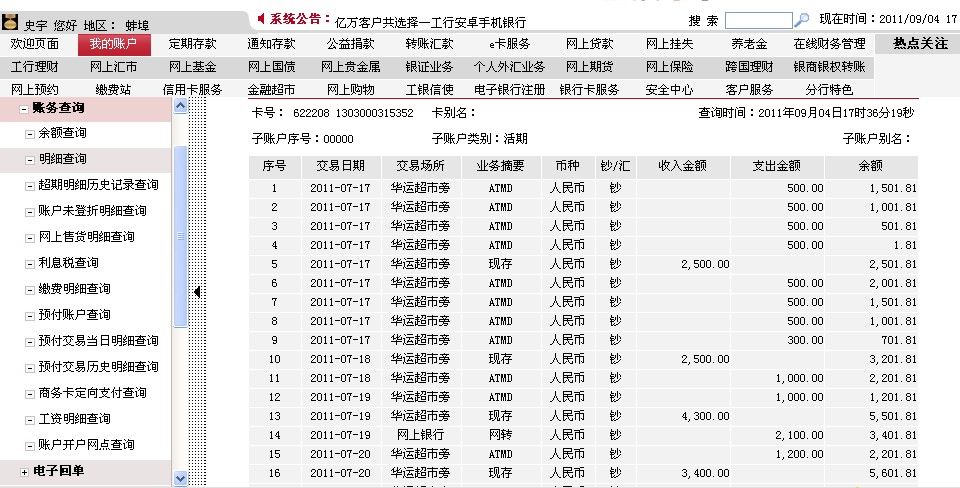 史宇 您好 地区： 蚌埠 系统公告： 亿万客户共选择－工行安卓手机银行 搜 索 现在时间：2011/09/04 17
欢迎页面 我的账户 定期存款 通知存款 公益捐款 转账汇款 e卡服务 网上贷款 网上挂失 养老金 在线财务管理 热点关注
工行理财 网上汇市 网上基金 网上国债 网上贵金属 银证业务 个人外汇业务 网上期货 网上保险 跨国理财 银商银权转账
网上预约 缴费站 信用卡服务 金融超市 网上购物 工银信使 电子银行注册 银行卡服务 安全中心 客户服务 分行特色
账务查询
余额查询
明细查询
超期明细历史记录查询
账户未登折明细查询
网上售货明细查询
利息税查询
缴费明细查询
预付账户查询
预付交易当日明细查询
预付交易历史明细查询
商务卡定向支付查询
工资明细查询
账户开户网点查询
电子回单
卡号： 622208 1303000315352 卡别名： 查询时间：2011年09月04日17时36分19秒
子账户序号：00000 子账户类别：活期 子账户别名：
序号 交易日期 交易场所 业务摘要 币种 钞/汇 收入金额 支出金额 余额
1 2011-07-17 华运超市旁 ATMD 人民币 钞 500.00 1,501.81
2 2011-07-17 华运超市旁 ATMD 人民币 钞 500.00 1,001.81
3 2011-07-17 华运超市旁 ATMD 人民币 钞 500.00 501.81
4 2011-07-17 华运超市旁 ATMD 人民币 钞 500.00 1.81
5 2011-07-17 华运超市旁 现存 人民币 钞 2,500.00 2,501.81
6 2011-07-17 华运超市旁 ATMD 人民币 钞 500.00 2,001.81
7 2011-07-17 华运超市旁 ATMD 人民币 钞 500.00 1,501.81
8 2011-07-17 华运超市旁 ATMD 人民币 钞 500.00 1,001.81
9 2011-07-17 华运超市旁 ATMD 人民币 钞 300.00 701.81
10 2011-07-18 华运超市旁 现存 人民币 钞 2,500.00 3,201.81
11 2011-07-18 华运超市旁 ATMD 人民币 钞 1,000.00 2,201.81
12 2011-07-19 华运超市旁 ATMD 人民币 钞 1,000.00 1,201.81
13 2011-07-19 华运超市旁 现存 人民币 钞 4,300.00 5,501.81
14 2011-07-19 网上银行 网转 人民币 钞 2,100.00 3,401.81
15 2011-07-20 华运超市旁 ATMD 人民币 钞 1,200.00 2,201.81
16 2011-07-20 华运超市旁 现存 人民币 钞 3,400.00 5,601.81